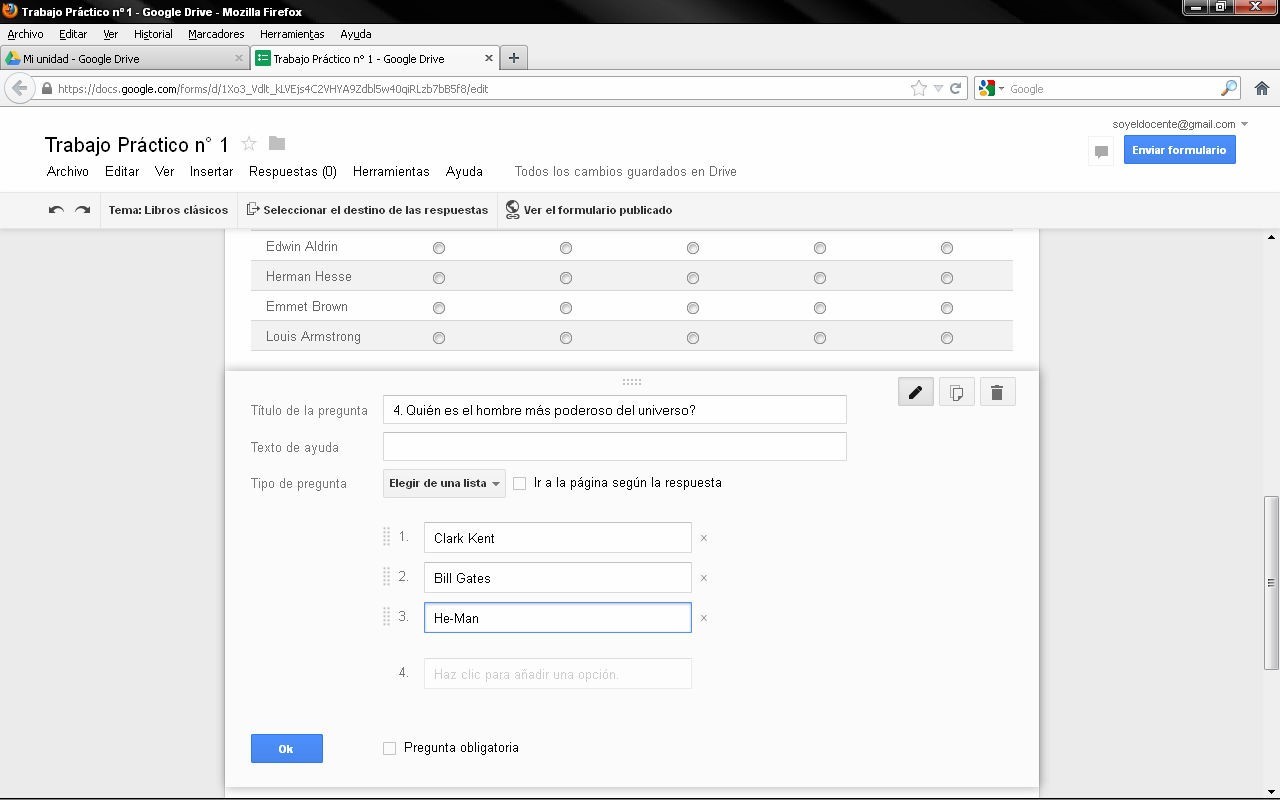 Trabajo Práctico nº 1 - Google Drive - Mozilla Firefox
Archivo Editar Ver Historial Marcadores Herramientas Ayuda
Mi unidad - Google Drive × Trabajo Práctico n° 1 - Google Drive × +
https://docs.google.com/forms/d/1Xo3_Vdlt_kLVEjs4C2VHYA9Zdbl5w40qiRLzb7bB5f8/edit Google
soyeldocente@gmail.com
Trabajo Práctico n° 1
Enviar formulario
Archivo Editar Ver Insertar Respuestas (0) Herramientas Ayuda Todos los cambios guardados en Drive
Tema: Libros clásicos Seleccionar el destino de las respuestas Ver el formulario publicado
Edwin Aldrin
Herman Hesse
Emmet Brown
Louis Armstrong
Título de la pregunta 4. Quién es el hombre más poderoso del universo?
Texto de ayuda
Tipo de pregunta Elegir de una lista Ir a la página según la respuesta
1. Clark Kent ×
2. Bill Gates ×
3. He-Man ×
4. Haz clic para añadir una opción.
Ok Pregunta obligatoria